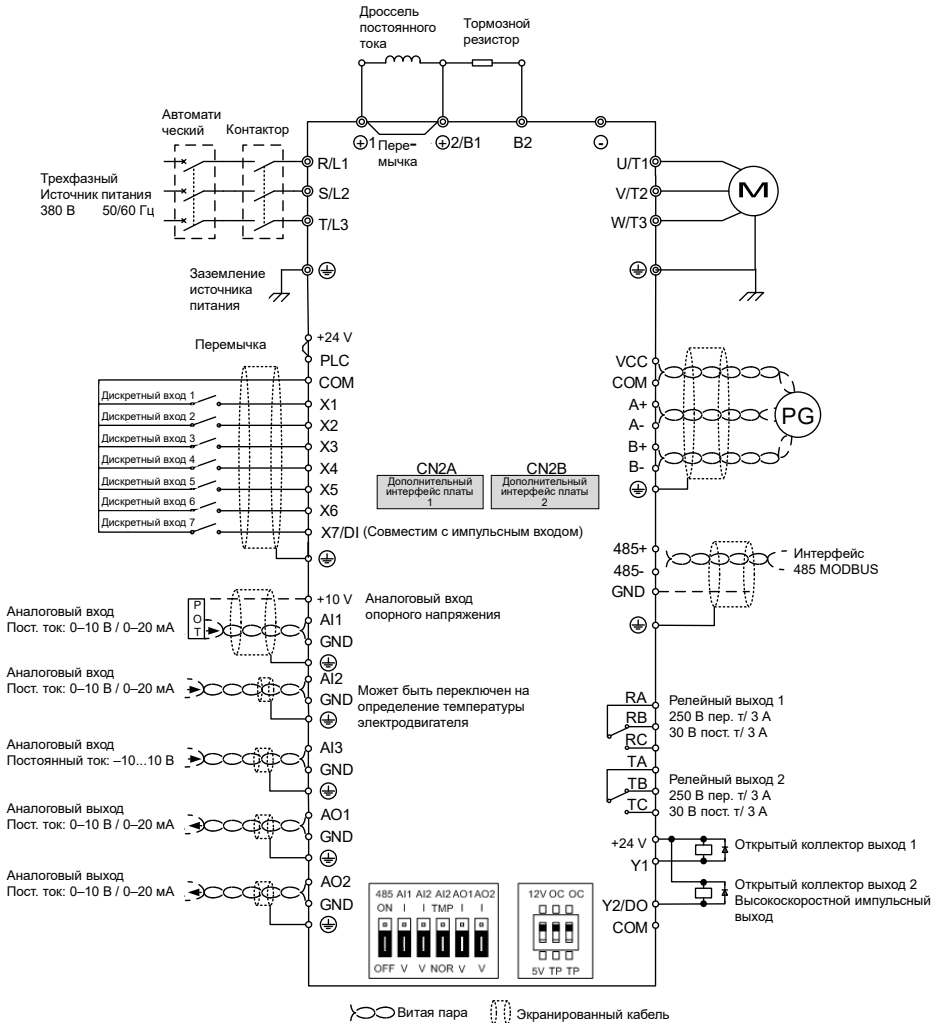 Дроссель
постоянного
тока
Тормозной
резистор
Автомати
ческий
Контактор
⊕1
Пере-
мычка
⊕2/B1
B2
⊖
R/L1
S/L2
T/L3
Трехфазный
Источник питания
380 В 50/60 Гц
U/T1
V/T2
W/T3
M
Заземление
источника
питания
+24 V
Перемычка
PLC
COM
Дискретный вход 1
X1
Дискретный вход 2
X2
Дискретный вход 3
X3
Дискретный вход 4
X4
Дискретный вход 5
X5
Дискретный вход 6
X6
Дискретный вход 7
X7/DI (Совместим с импульсным входом)
CN2A
Дополнительный
интерфейс платы
1
CN2B
Дополнительный
интерфейс платы
2
VCC
COM
A+
A-
B+
B-
PG
485+
485-
GND
Интерфейс
485 MODBUS
+10 V
Аналоговый вход
опорного напряжения
Аналоговый вход
Пост. ток: 0–10 В / 0–20 мА
POT
AI1
GND
Аналоговый вход
Пост. ток: 0–10 В / 0–20 мА
AI2
GND
Может быть переключен на
определение температуры
электродвигателя
Аналоговый вход
Постоянный ток: –10...10 В
AI3
GND
Аналоговый выход
Пост. ток: 0–10 В / 0–20 мА
AO1
GND
Аналоговый выход
Пост. ток: 0–10 В / 0–20 мА
AO2
GND
RA
RB
RC
Релейный выход 1
250 В пер. т/ 3 А
30 В пост. т/ 3 А
TA
TB
TC
Релейный выход 2
250 В пер. т/ 3 А
30 В пост. т/ 3 А
+24 V
Y1
Открытый коллектор выход 1
Y2/DO
COM
Открытый коллектор выход 2
Высокоскоростной импульсный
выход
485 AI1 AI2 AI2 AO1 AO2
ON I I TMP I I
OFF V V NOR V V
12V OC OC
5V TP TP
Витая пара
Экранированный кабель